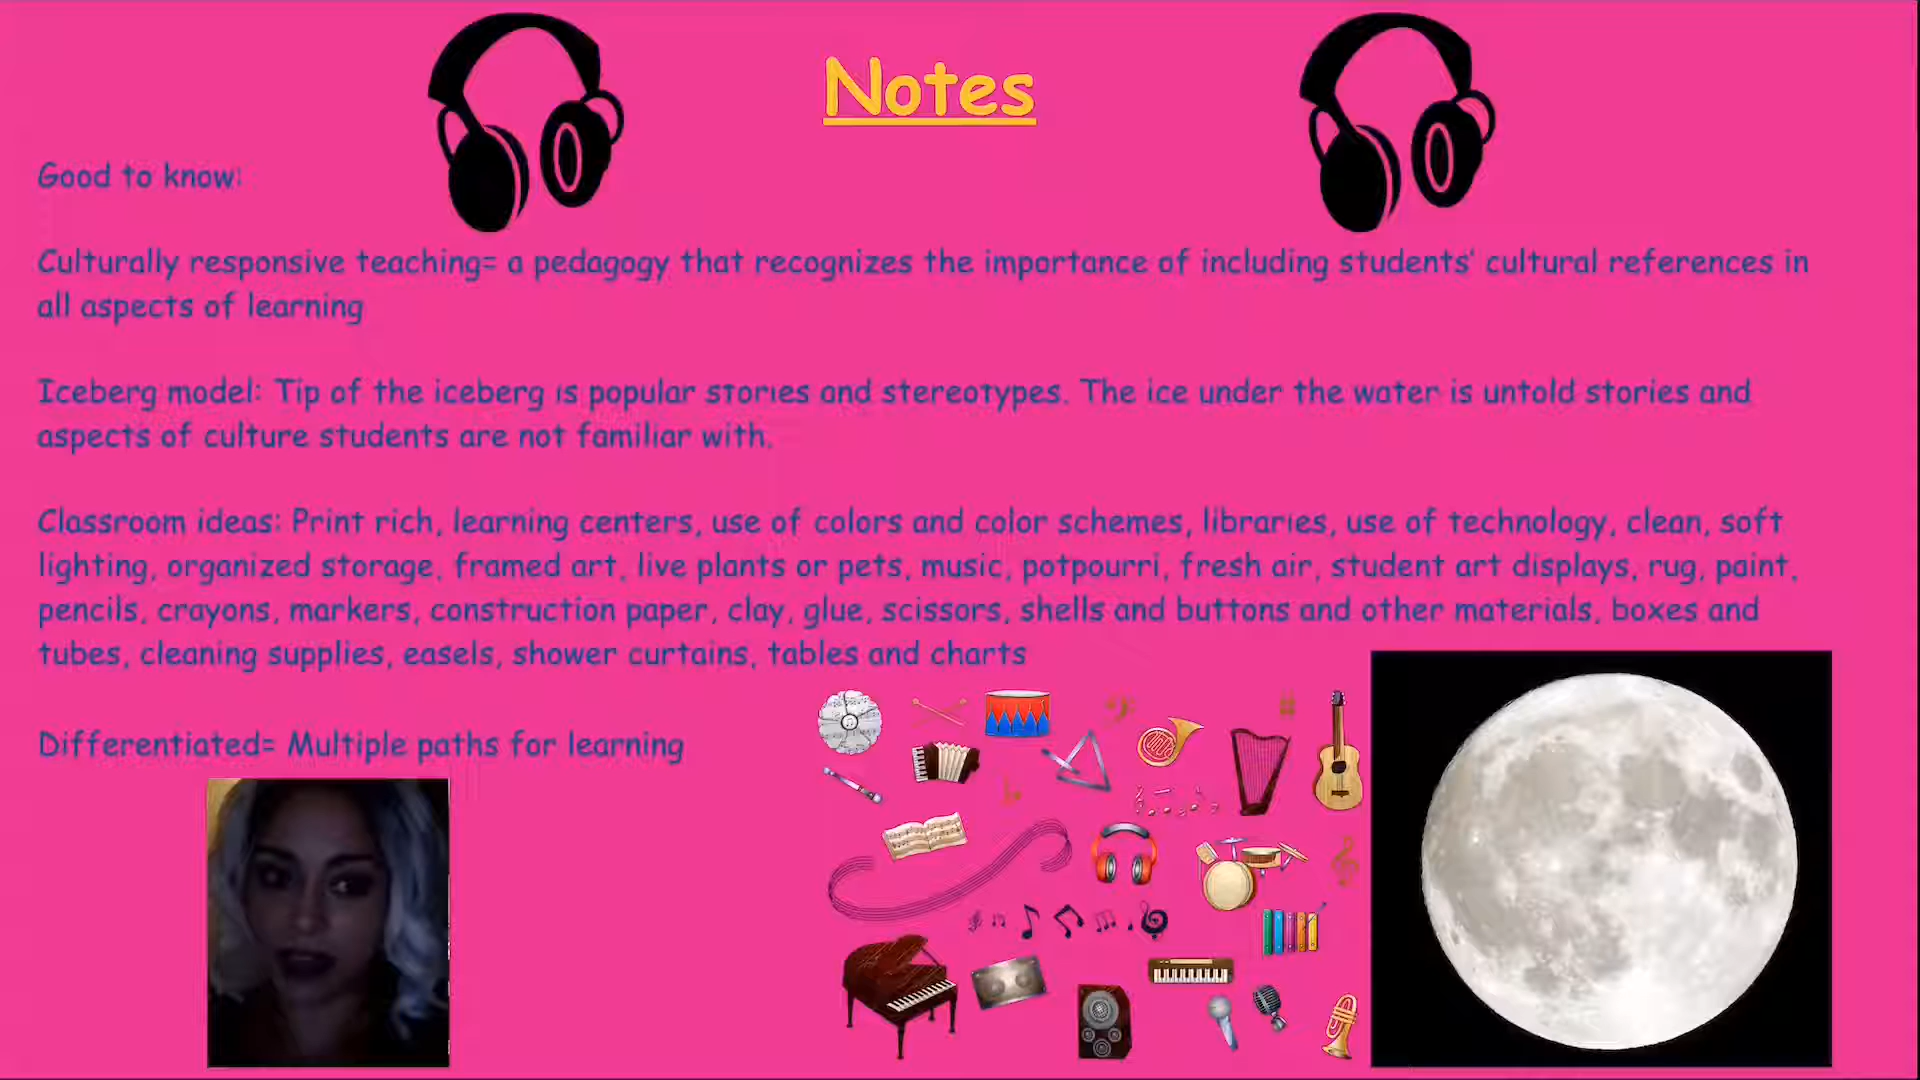 Notes
Good to know:
Culturally responsive teaching= a pedagogy that recognizes the importance of including students' cultural references in
all aspects of learning
Iceberg model: Tip of the iceberg is popular stories and stereotypes. The ice under the water is untold stories and
aspects of culture students are not familiar with.
Classroom ideas: Print rich, learning centers, use of colors and color schemes, libraries, use of technology, clean, soft
lighting, organized storage, framed art, live plants or pets, music, potpourri, fresh air, student art displays, rug, paint,
pencils, crayons, markers, construction paper, clay, glue, scissors, shells and buttons and other materials, boxes and
tubes, cleaning supplies, easels, shower curtains, tables and charts
Differentiated= Multiple paths for learning